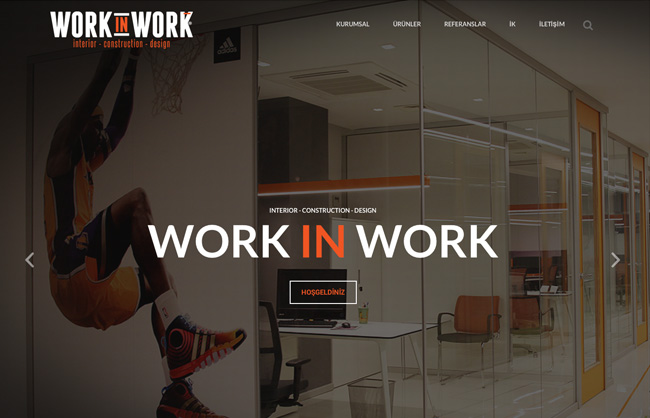 WORK IN WORK
interior - construction - design
KURUMSAL ÜRÜNLER REFERANSLAR İK İLETİŞİM
adidas
INTERIOR - CONSTRUCTION - DESIGN
WORK IN WORK
HOŞGELDİNİZ